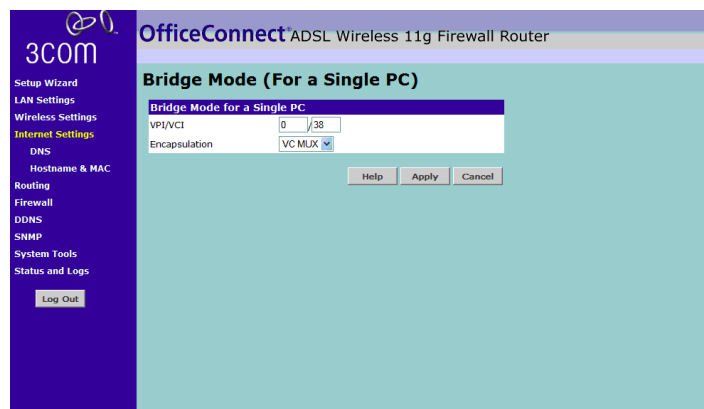 3COM
OfficeConnect® ADSL Wireless 11g Firewall Router
Setup Wizard
LAN Settings
Wireless Settings
Internet Settings
DNS
Hostname & MAC
Routing
Firewall
DDNS
SNMP
System Tools
Status and Logs
Log Out
Bridge Mode (For a Single PC)
Bridge Mode for a Single PC
VPI/VCI 0 / 38
Encapsulation VC MUX
Help Apply Cancel